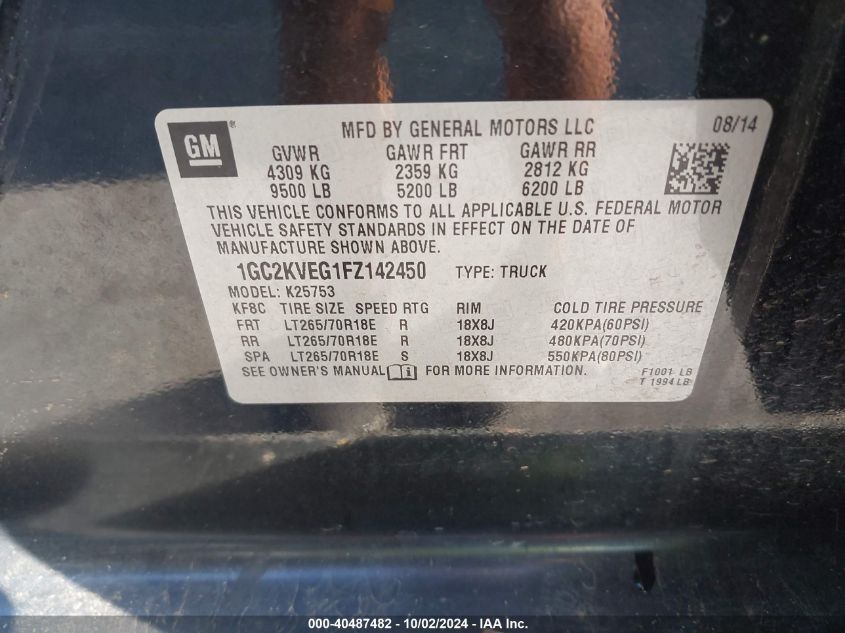 GM ® MFD BY GENERAL MOTORS LLC 08/14
GVWR GAWR FRT GAWR RR
4309 KG 2359 KG 2812 KG
9500 LB 5200 LB 6200 LB
THIS VEHICLE CONFORMS TO ALL APPLICABLE U.S. FEDERAL MOTOR
VEHICLE SAFETY STANDARDS IN EFFECT ON THE DATE OF
MANUFACTURE SHOWN ABOVE.
1GC2KVEG1FZ142450 TYPE: TRUCK
MODEL: K25753
KF8C TIRE SIZE SPEED RTG RIM COLD TIRE PRESSURE
FRT LT265/70R18E R 18X8J 420KPA(60PSI)
RR LT265/70R18E R 18X8J 480KPA(70PSI)
SPA LT265/70R18E S 18X8J 550KPA(80PSI)
SEE OWNER'S MANUAL FOR MORE INFORMATION.
F1001 LB
T 1994LB
000-40487482 - 10/02/2024 - IAA Inc.